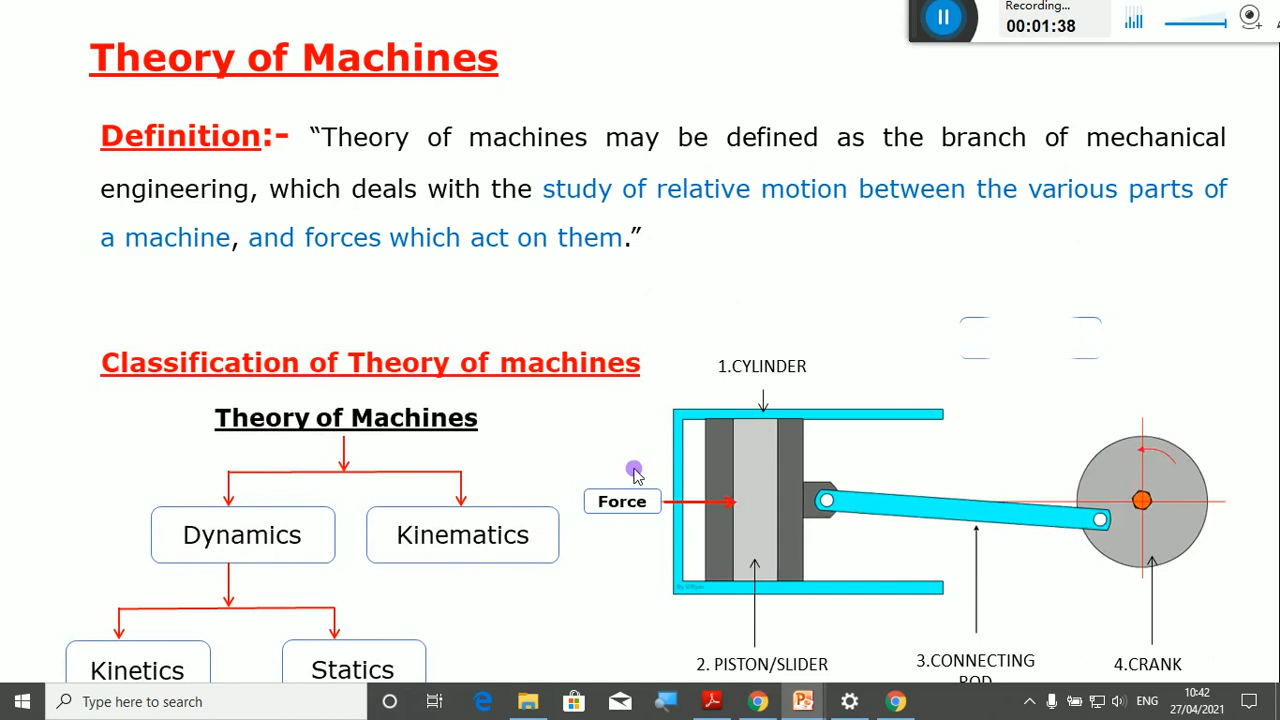 Recording...
00:01:38
Theory of Machines
Definition:- “Theory of machines may be defined as the branch of mechanical
engineering, which deals with the study of relative motion between the various parts of
a machine, and forces which act on them.”
Classification of Theory of machines
1.CYLINDER
Theory of Machines
Force
Dynamics
Kinematics
Kinetics
Statics
2. PISTON/SLIDER
3.CONNECTING
ROD
4.CRANK
Type here to search
ENG
10:42
27/04/2021